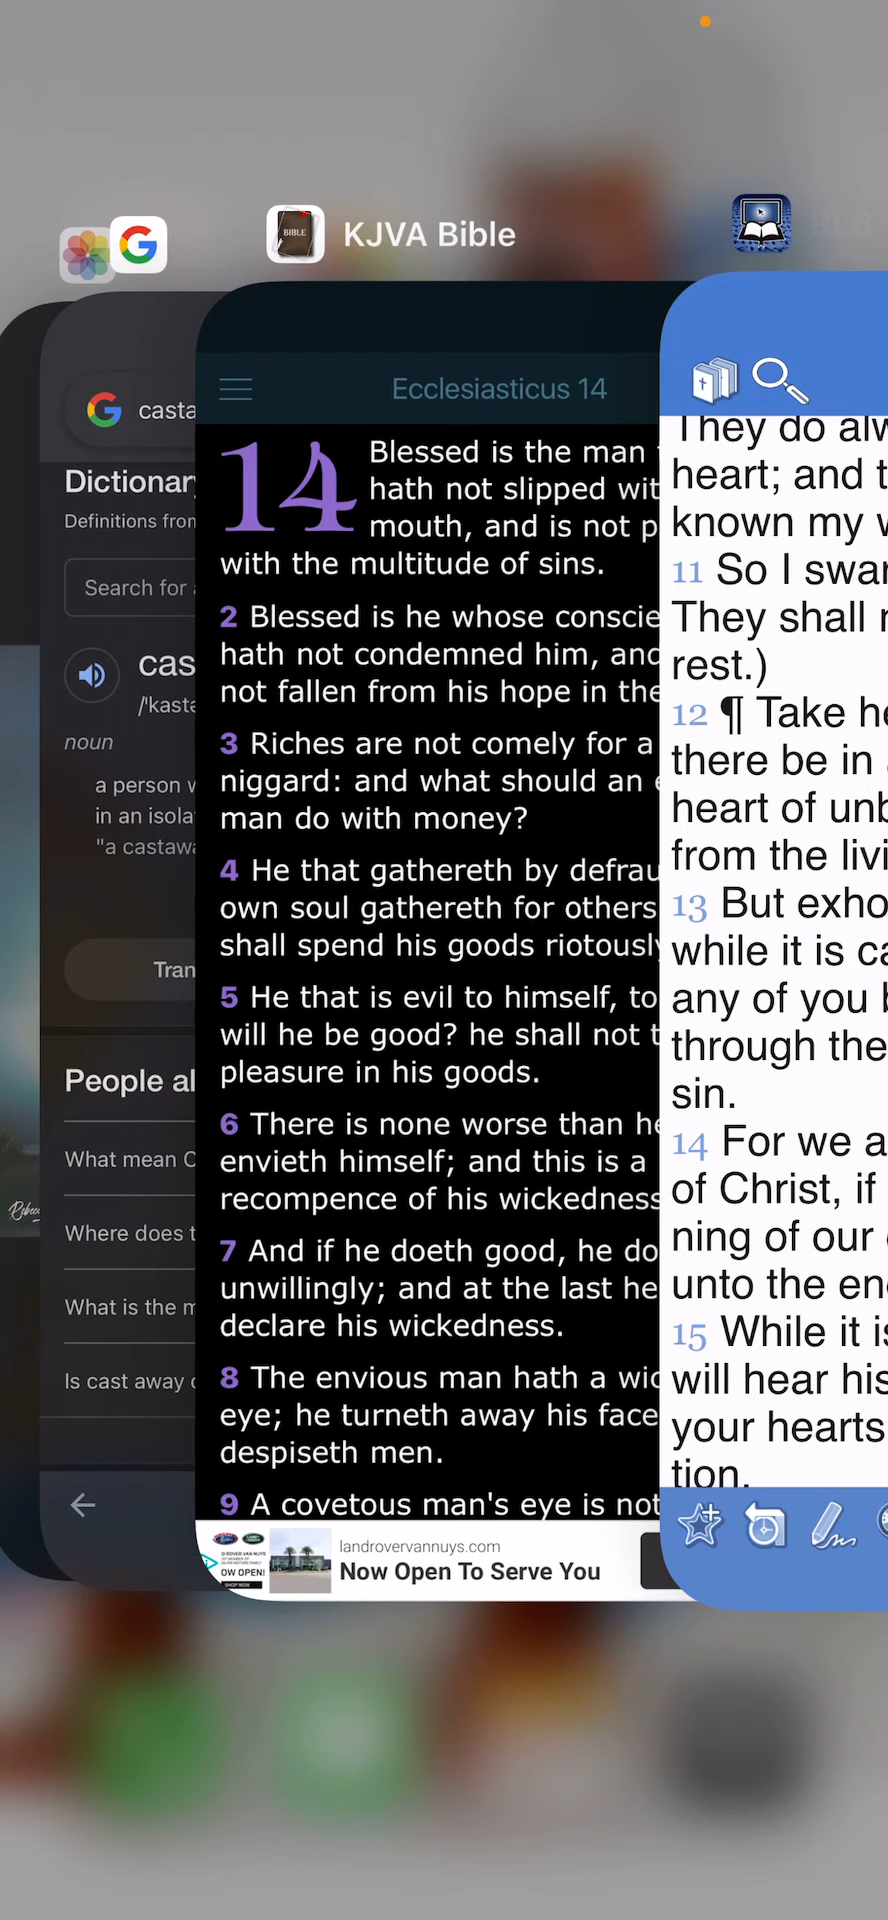 KJVA Bible
casta
Dictionary
Definitions from
Search for a
cas
/ˈkastə
noun
a person w
in an isola
"a castawa
Tran
People al
What mean C
Where does t
What is the m
Is cast away c
Ecclesiasticus 14
14 Blessed is the man
hath not slipped wit
mouth, and is not p
with the multitude of sins.
2 Blessed is he whose conscie
hath not condemned him, and
not fallen from his hope in the
3 Riches are not comely for a
niggard: and what should an e
man do with money?
4 He that gathereth by defrau
own soul gathereth for others
shall spend his goods riotously
5 He that is evil to himself, to
will he be good? he shall not t
pleasure in his goods.
6 There is none worse than he
envieth himself; and this is a
recompence of his wickedness
7 And if he doeth good, he do
unwillingly; and at the last he
declare his wickedness.
8 The envious man hath a wic
eye; he turneth away his face
despiseth men.
9 A covetous man's eye is not
OW OPEN!
SHOP NOW
landrovervannuys.com
Now Open To Serve You
They do alw
heart; and t
known my w
11 So I swar
They shall n
rest.)
12 ¶ Take he
there be in a
heart of unb
from the livi
13 But exho
while it is ca
any of you b
through the
sin.
14 For we a
of Christ, if
ning of our c
unto the end
15 While it is
will hear his
your hearts
tion.